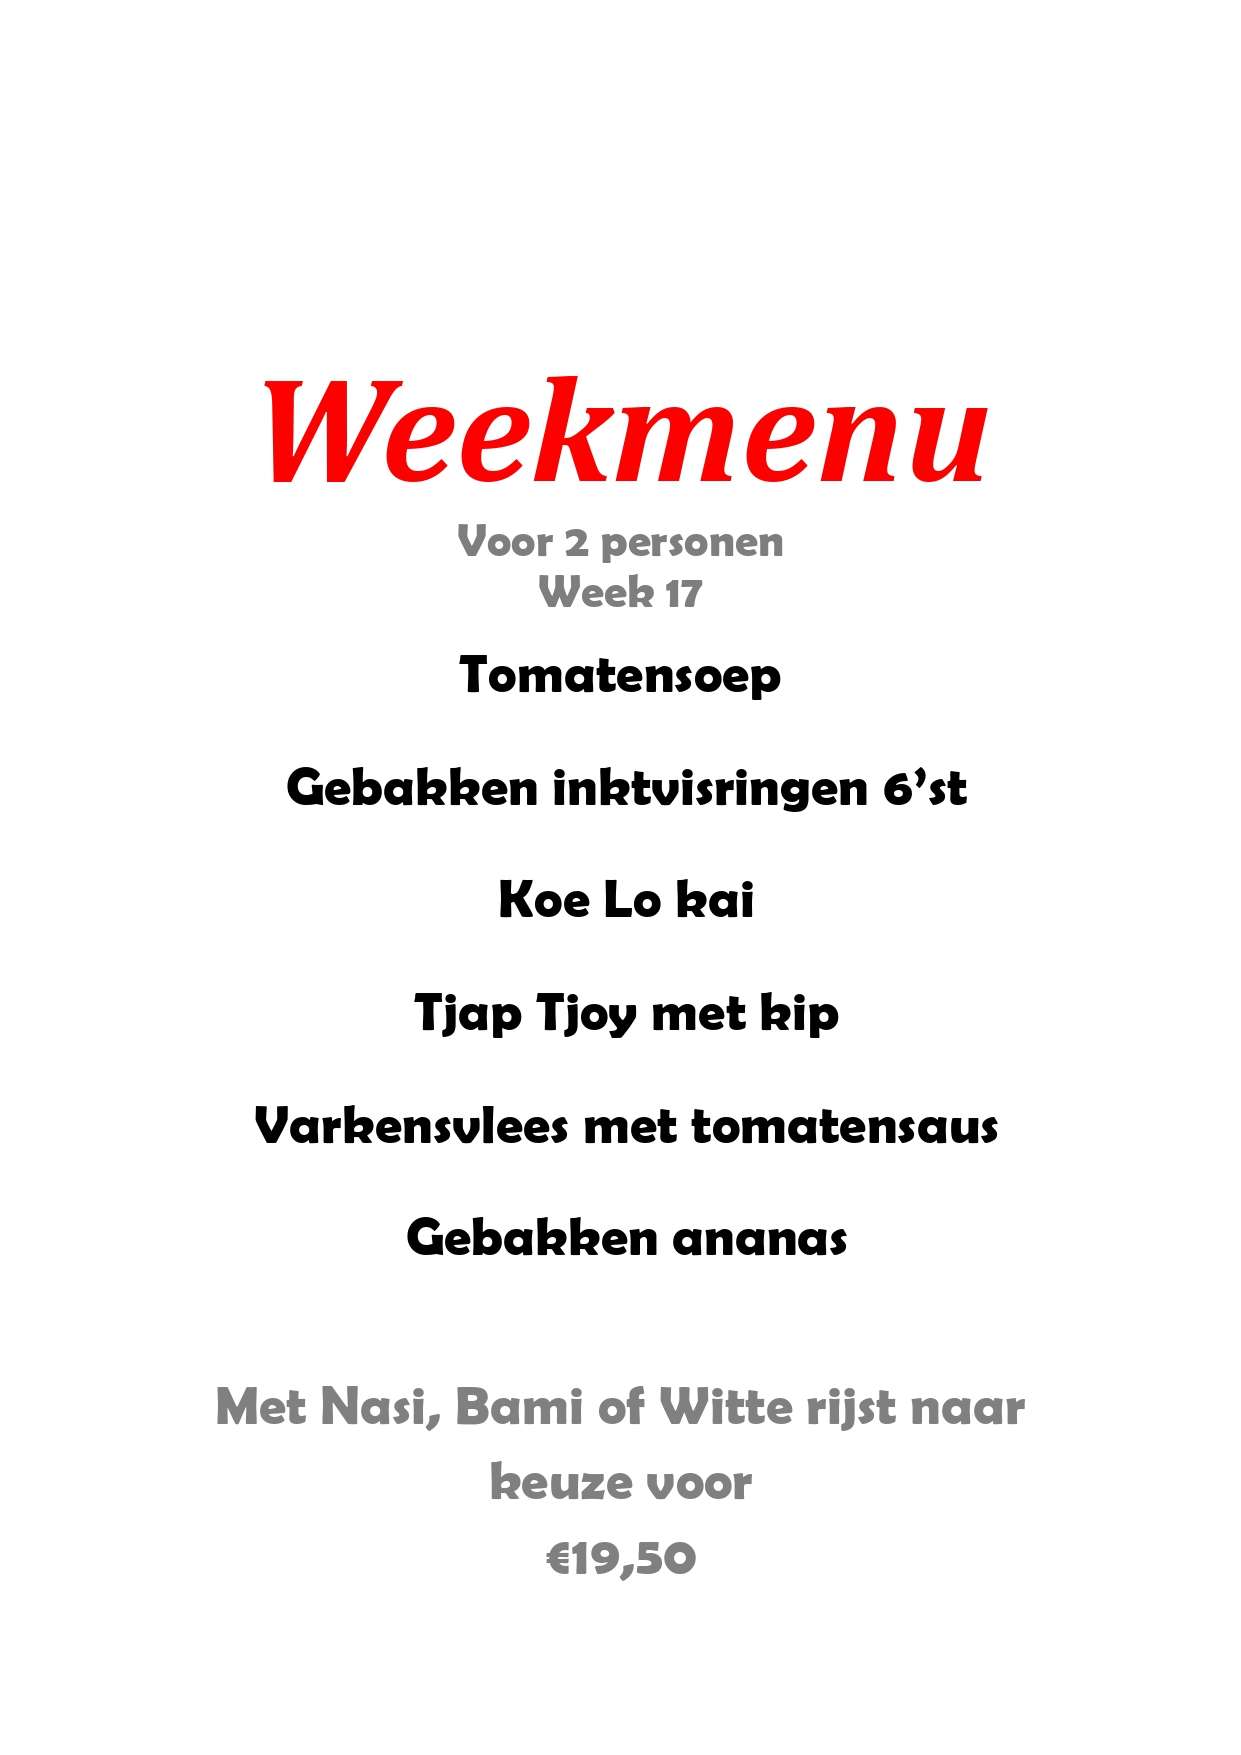 Weekmenu
Voor 2 personen
Week 17
Tomatensoep
Gebakken inktvisringen 6’st
Koe Lo kai
Tjap Tjoy met kip
Varkensvlees met tomatensaus
Gebakken ananas
Met Nasi, Bami of Witte rijst naar
keuze voor
€19,50